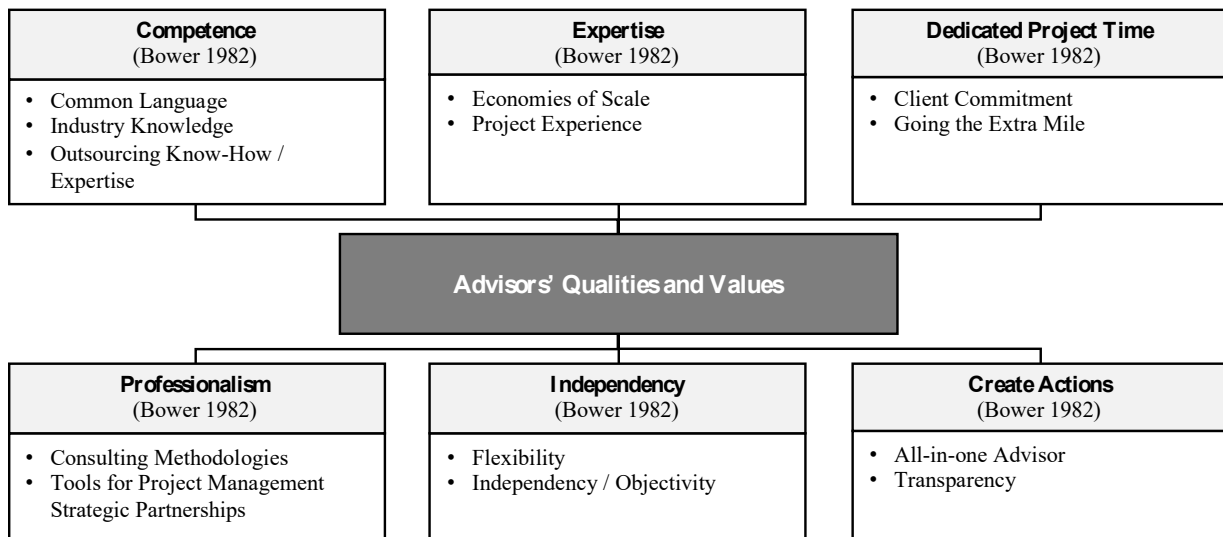 Competence
(Bower 1982)
• Common Language
• Industry Knowledge
• Outsourcing Know-How /
Expertise
Expertise
(Bower 1982)
• Economies of Scale
• Project Experience
Dedicated Project Time
(Bower 1982)
• Client Commitment
• Going the Extra Mile
Advisors' Qualities and Values
Professionalism
(Bower 1982)
• Consulting Methodologies
• Tools for Project Management
Strategic Partnerships
Independency
(Bower 1982)
• Flexibility
• Independency / Objectivity
Create Actions
(Bower 1982)
• All-in-one Advisor
• Transparency